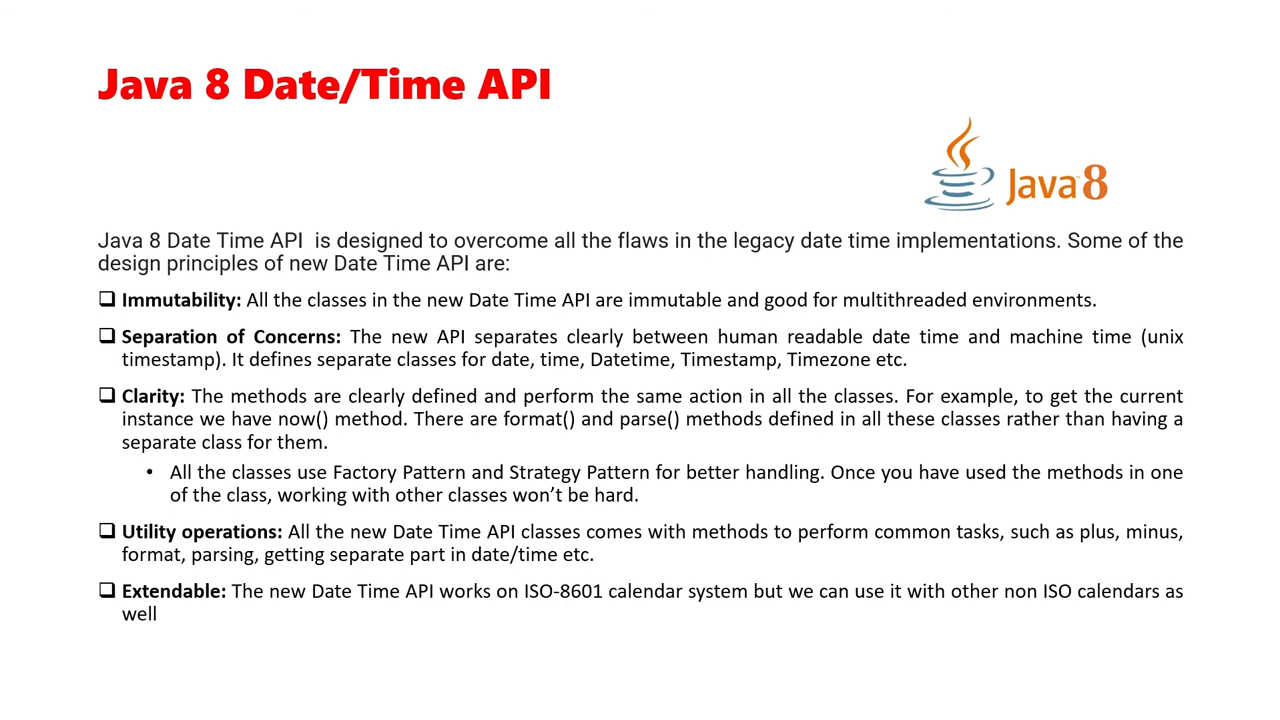 Java 8 Date/Time API
Java 8
Java 8 Date Time API  is designed to overcome all the flaws in the legacy date time implementations. Some of the
design principles of new Date Time API are:
❑ Immutability: All the classes in the new Date Time API are immutable and good for multithreaded environments.
❑ Separation of Concerns: The new API separates clearly between human readable date time and machine time (unix
timestamp). It defines separate classes for date, time, Datetime, Timestamp, Timezone etc.
❑ Clarity: The methods are clearly defined and perform the same action in all the classes. For example, to get the current
instance we have now() method. There are format() and parse() methods defined in all these classes rather than having a
separate class for them.
• All the classes use Factory Pattern and Strategy Pattern for better handling. Once you have used the methods in one
of the class, working with other classes won’t be hard.
❑ Utility operations: All the new Date Time API classes comes with methods to perform common tasks, such as plus, minus,
format, parsing, getting separate part in date/time etc.
❑ Extendable: The new Date Time API works on ISO-8601 calendar system but we can use it with other non ISO calendars as
well